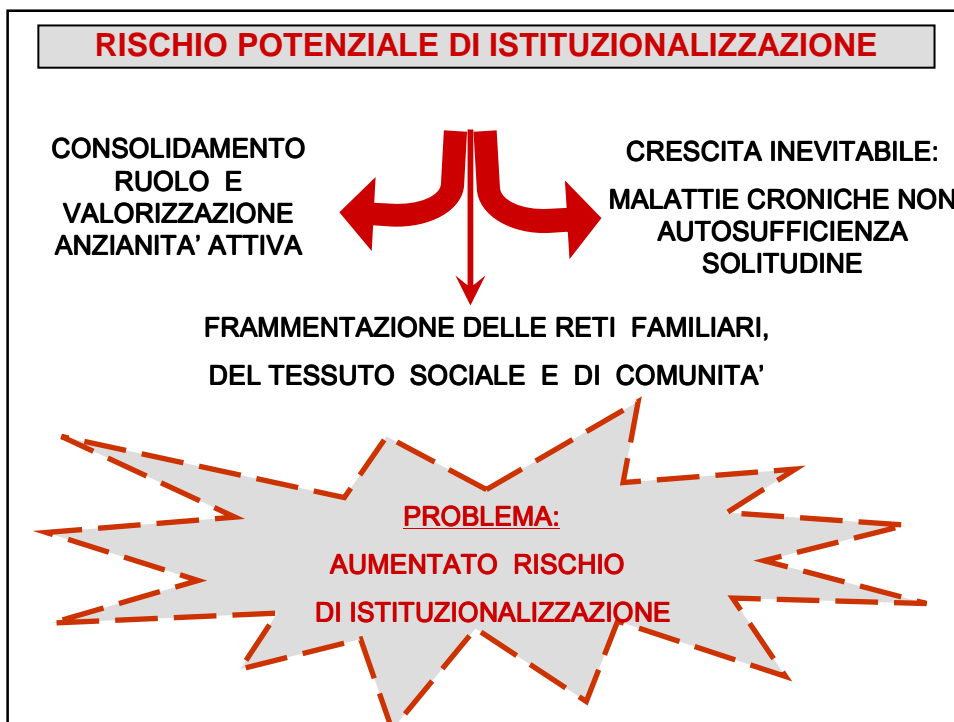 RISCHIO POTENZIALE DI ISTITUZIONALIZZAZIONE
CONSOLIDAMENTO
RUOLO E
VALORIZZAZIONE
ANZIANITA' ATTIVA
CRESCITA INEVITABILE:
MALATTIE CRONICHE NON
AUTOSUFFICIENZA
SOLITUDINE
FRAMMENTAZIONE DELLE RETI FAMILIARI,
DEL TESSUTO SOCIALE E DI COMUNITA'
PROBLEMA:
AUMENTATO RISCHIO
DI ISTITUZIONALIZZAZIONE